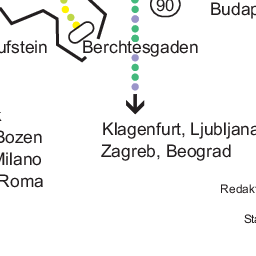 90
Budap
ufstein
Berchtesgaden
Klagenfurt, Ljubljana
Zagreb, Beograd
Bozen
Milano
Roma
Redakt
Sta